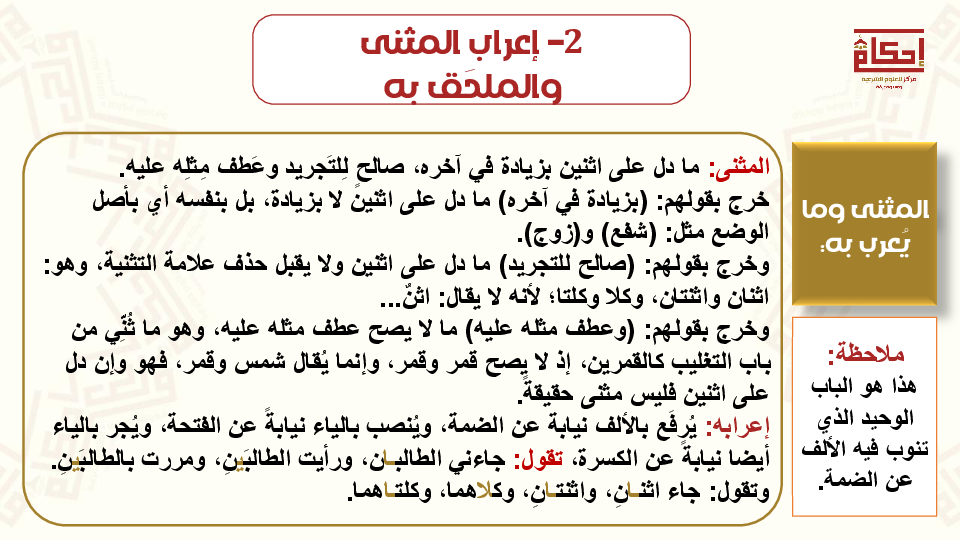 2- إعراب المثنى
والملحَق به
إحكام
مركز للعلوم الشرعية
المثنى وما
يُعرب به:
ملاحظة:
هذا هو الباب
الوحيد الذي
تنوب فيه الألف
عن الضمة.
المثنى: ما دل على اثنين بزيادة في آخره، صالحٍ لِلتَجريد وعَطف مِثلِه عليه.
خرج بقولهم: (بزيادة في آخره) ما دل على اثنين لا بزيادة، بل بنفسه أي بأصل
الوضع مثل: (شفع) و(زوج).
وخرج بقولهم: (صالح للتجريد) ما دل على اثنين ولا يقبل حذف علامة التثنية، وهو:
اثنان واثنتان، وكلا وكلتا؛ لأنه لا يقال: اثنٌ...
وخرج بقولهم: (وعطف مثله عليه) ما لا يصح عطف مثله عليه، وهو ما ثُنِّي من
باب التغليب كالقمرين، إذ لا يصح قمر وقمر، وإنما يُقال شمس وقمر، فهو وإن دل
على اثنين فليس مثنى حقيقةً.
إعرابه: يُرفَع بالألف نيابة عن الضمة، ويُنصب بالياء نيابةً عن الفتحة، ويُجر بالياء
أيضا نيابةً عن الكسرة، تقول: جاءني الطالبـان، ورأيت الطالبَينِ، ومررت بالطالبَينِ.
وتقول: جاء اثنـانِ، واثنتـانِ، وكلاهما، وكلتـاهما.